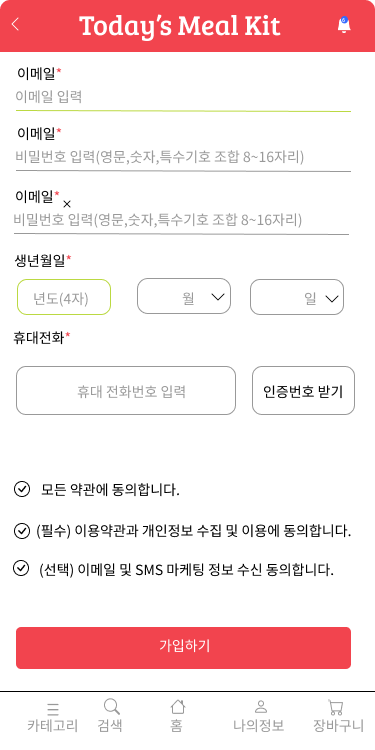 Today's Meal Kit
이메일*
이메일 입력
이메일*
비밀번호 입력(영문,숫자,특수기호 조합 8~16자리)
이메일*
비밀번호 입력(영문,숫자,특수기호 조합 8~16자리)
생년월일*
년도(4자) 월 일
휴대전화*
휴대 전화번호 입력 인증번호 받기
모든 약관에 동의합니다.
(필수) 이용약관과 개인정보 수집 및 이용에 동의합니다.
(선택) 이메일 및 SMS 마케팅 정보 수신 동의합니다.
가입하기
카테고리 검색 홈 나의정보 장바구니